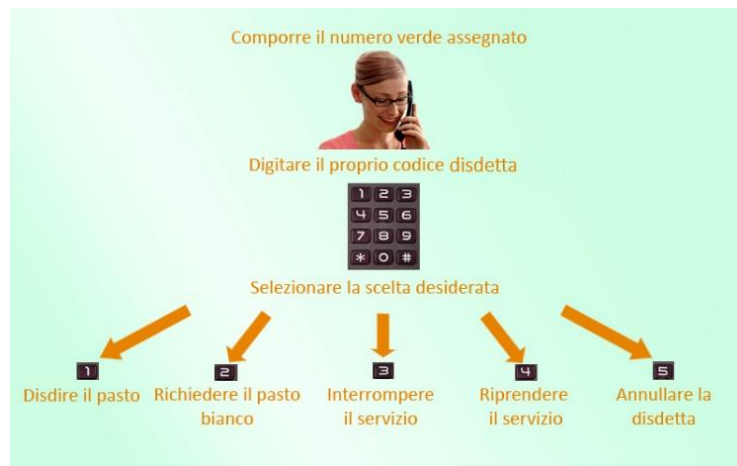 Comporre il numero verde assegnato
Digitare il proprio codice disdetta
1 2 3
4 5 6
7 8 9
* 0 #
Selezionare la scelta desiderata
1
Disdire il pasto
2
Richiedere il pasto
bianco
3
Interrompere
il servizio
4
Riprendere
il servizio
5
Annullare la
disdetta